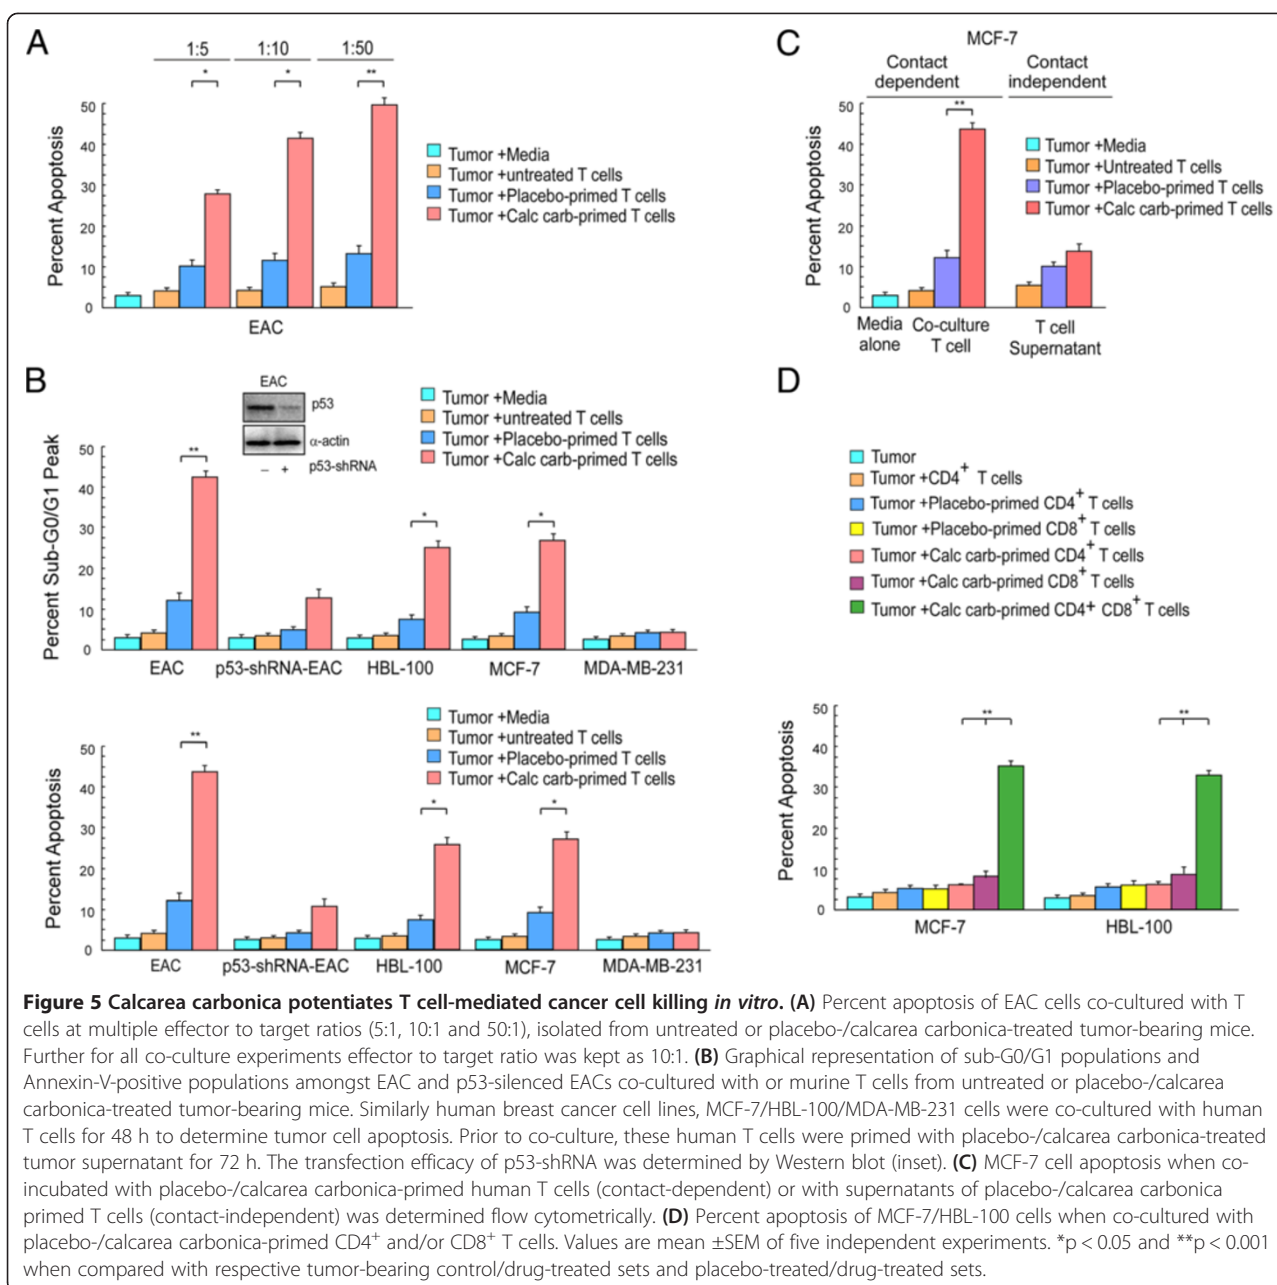 A
1:5
1:10
1:50
*
*
**
Percent Apoptosis
50
40
30
20
10
0
EAC
Tumor +Media
Tumor +untreated T cells
Tumor +Placebo-primed T cells
Tumor +Calc carb-primed T cells
C
MCF-7
Contact dependent
Contact independent
**
Percent Apoptosis
50
40
30
20
10
0
Media alone
Co-culture T cell
T cell Supernatant
Tumor +Media
Tumor +Untreated T cells
Tumor +Placebo-primed T cells
Tumor +Calc carb-primed T cells
B
EAC
p53
α-actin
– + p53-shRNA
Tumor +Media
Tumor +untreated T cells
Tumor +Placebo-primed T cells
Tumor +Calc carb-primed T cells
Percent Sub-G0/G1 Peak
50
40
30
20
10
0
**
*
*
EAC
p53-shRNA-EAC
HBL-100
MCF-7
MDA-MB-231
Tumor +Media
Tumor +untreated T cells
Tumor +Placebo-primed T cells
Tumor +Calc carb-primed T cells
Percent Apoptosis
50
40
30
20
10
0
**
*
*
EAC
p53-shRNA-EAC
HBL-100
MCF-7
MDA-MB-231
D
Tumor
Tumor +CD4+ T cells
Tumor +Placebo-primed CD4+ T cells
Tumor +Placebo-primed CD8+ T cells
Tumor +Calc carb-primed CD4+ T cells
Tumor +Calc carb-primed CD8+ T cells
Tumor +Calc carb-primed CD4+ CD8+ T cells
Percent Apoptosis
50
40
30
20
10
0
**
**
MCF-7
HBL-100
Figure 5 Calcarea carbonica potentiates T cell-mediated cancer cell killing in vitro. (A) Percent apoptosis of EAC cells co-cultured with T
cells at multiple effector to target ratios (5:1, 10:1 and 50:1), isolated from untreated or placebo-/calcarea carbonica-treated tumor-bearing mice.
Further for all co-culture experiments effector to target ratio was kept as 10:1. (B) Graphical representation of sub-G0/G1 populations and
Annexin-V-positive populations amongst EAC and p53-silenced EACs co-cultured with or murine T cells from untreated or placebo-/calcarea
carbonica-treated tumor-bearing mice. Similarly human breast cancer cell lines, MCF-7/HBL-100/MDA-MB-231 cells were co-cultured with human
T cells for 48 h to determine tumor cell apoptosis. Prior to co-culture, these human T cells were primed with placebo-/calcarea carbonica-treated
tumor supernatant for 72 h. The transfection efficacy of p53-shRNA was determined by Western blot (inset). (C) MCF-7 cell apoptosis when co-
incubated with placebo-/calcarea carbonica-primed human T cells (contact-dependent) or with supernatants of placebo-/calcarea carbonica
primed T cells (contact-independent) was determined flow cytometrically. (D) Percent apoptosis of MCF-7/HBL-100 cells when co-cultured with
placebo-/calcarea carbonica-primed CD4+ and/or CD8+ T cells. Values are mean ±SEM of five independent experiments. *p < 0.05 and **p < 0.001
when compared with respective tumor-bearing control/drug-treated sets and placebo-treated/drug-treated sets.